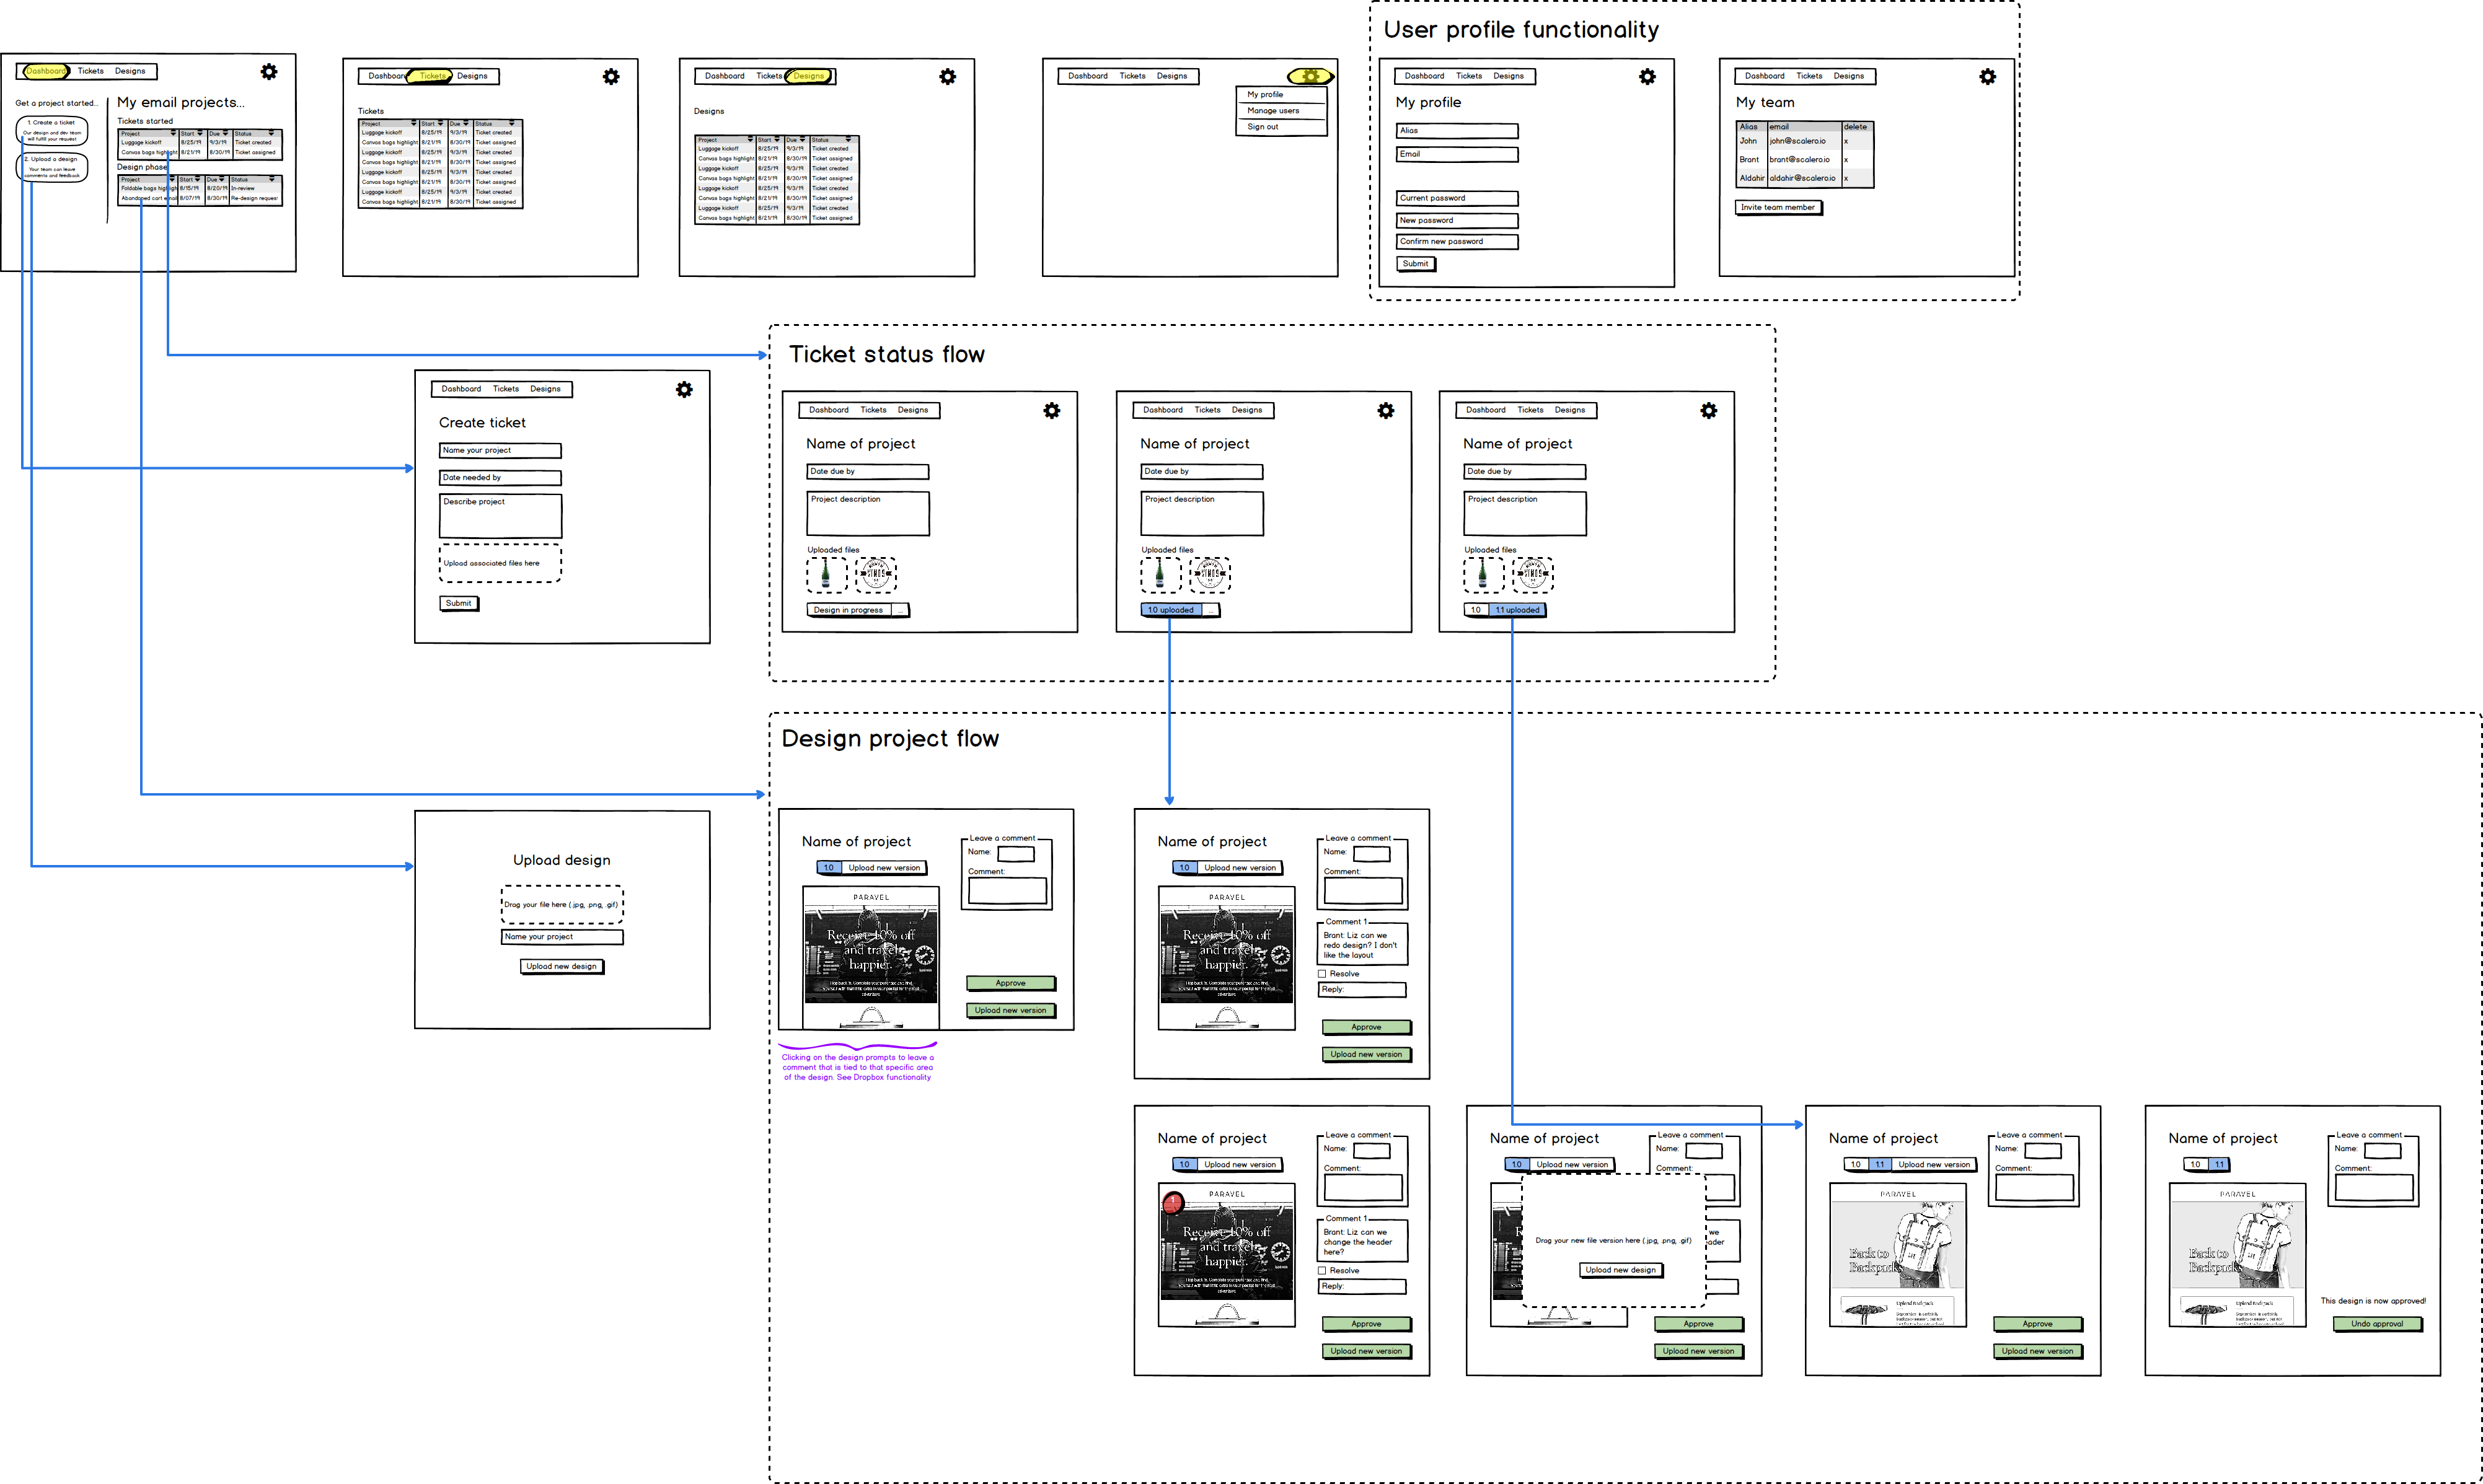 User profile functionality
Dashboard Tickets Designs
Get a project started...
1. Create a ticket
Our design and dev team
will fulfill your request
2. Upload a design
Your team can leave
comments and feedback
My email projects...
Tickets started
Project Start Due Status
Luggage kickoff 8/25/19 9/3/19 Ticket created
Canvas bags highlight 8/21/19 8/30/19 Ticket assigned
Design phase
Project Start Due Status
Foldable bags highlight 8/15/19 8/20/19 In-review
Abandoned cart email 8/07/19 8/30/19 Re-design request
Dashboard Tickets Designs
Tickets
Project Start Due Status
Luggage kickoff 8/25/19 9/3/19 Ticket created
Canvas bags highlight 8/21/19 8/30/19 Ticket assigned
Luggage kickoff 8/25/19 9/3/19 Ticket created
Canvas bags highlight 8/21/19 8/30/19 Ticket assigned
Luggage kickoff 8/25/19 9/3/19 Ticket created
Canvas bags highlight 8/21/19 8/30/19 Ticket assigned
Luggage kickoff 8/25/19 9/3/19 Ticket created
Canvas bags highlight 8/21/19 8/30/19 Ticket assigned
Dashboard Tickets Designs
Designs
Project Start Due Status
Luggage kickoff 8/25/19 9/3/19 Ticket created
Canvas bags highlight 8/21/19 8/30/19 Ticket assigned
Luggage kickoff 8/25/19 9/3/19 Ticket created
Canvas bags highlight 8/21/19 8/30/19 Ticket assigned
Luggage kickoff 8/25/19 9/3/19 Ticket created
Canvas bags highlight 8/21/19 8/30/19 Ticket assigned
Luggage kickoff 8/25/19 9/3/19 Ticket created
Canvas bags highlight 8/21/19 8/30/19 Ticket assigned
Dashboard Tickets Designs
My profile
Manage users
Sign out
Dashboard Tickets Designs
My profile
Alias
Email
Current password
New password
Confirm new password
Submit
Dashboard Tickets Designs
My team
Alias email delete
John john@scalero.io x
Brant brant@scalero.io x
Aldahir aldahir@scalero.io x
Invite team member
Dashboard Tickets Designs
Create ticket
Name your project
Date needed by
Describe project
Upload associated files here
Submit
Ticket status flow
Dashboard Tickets Designs
Name of project
Date due by
Project description
Uploaded files
Design in progress ...
Dashboard Tickets Designs
Name of project
Date due by
Project description
Uploaded files
1.0 uploaded ...
Dashboard Tickets Designs
Name of project
Date due by
Project description
Uploaded files
1.0 1.1 uploaded
Upload design
Drag your file here (.jpg, .png, .gif)
Name your project
Upload new design
Design project flow
Name of project
1.0 Upload new version
PARAVEL
Receive 10% off
and travel
happier.
Leave a comment
Name:
Comment:
Approve
Upload new version
Clicking on the design prompts to leave a
comment that is tied to that specific area
of the design. See Dropbox functionality
Name of project
1.0 Upload new version
PARAVEL
Receive 10% off
and travel
happier.
Leave a comment
Name:
Comment:
Comment 1
Brant: Liz can we
redo design? I don't
like the layout
Resolve
Reply:
Approve
Upload new version
Name of project
1.0 Upload new version
1
PARAVEL
Receive 10% off
and travel
happier.
Leave a comment
Name:
Comment:
Comment 1
Brant: Liz can we
change the header
here?
Resolve
Reply:
Approve
Upload new version
Name of project
1.0 Upload new version
Leave a comment
Name:
Comment:
we
ader
Drag your new file version here (.jpg, .png, .gif)
Upload new design
Approve
Upload new version
Name of project
1.0 1.1 Upload new version
PARAVEL
Back to
Backpack
Leave a comment
Name:
Comment:
Approve
Upload new version
Name of project
1.0 1.1
PARAVEL
Back to
Backpack
Leave a comment
Name:
Comment:
This design is now approved!
Undo approval